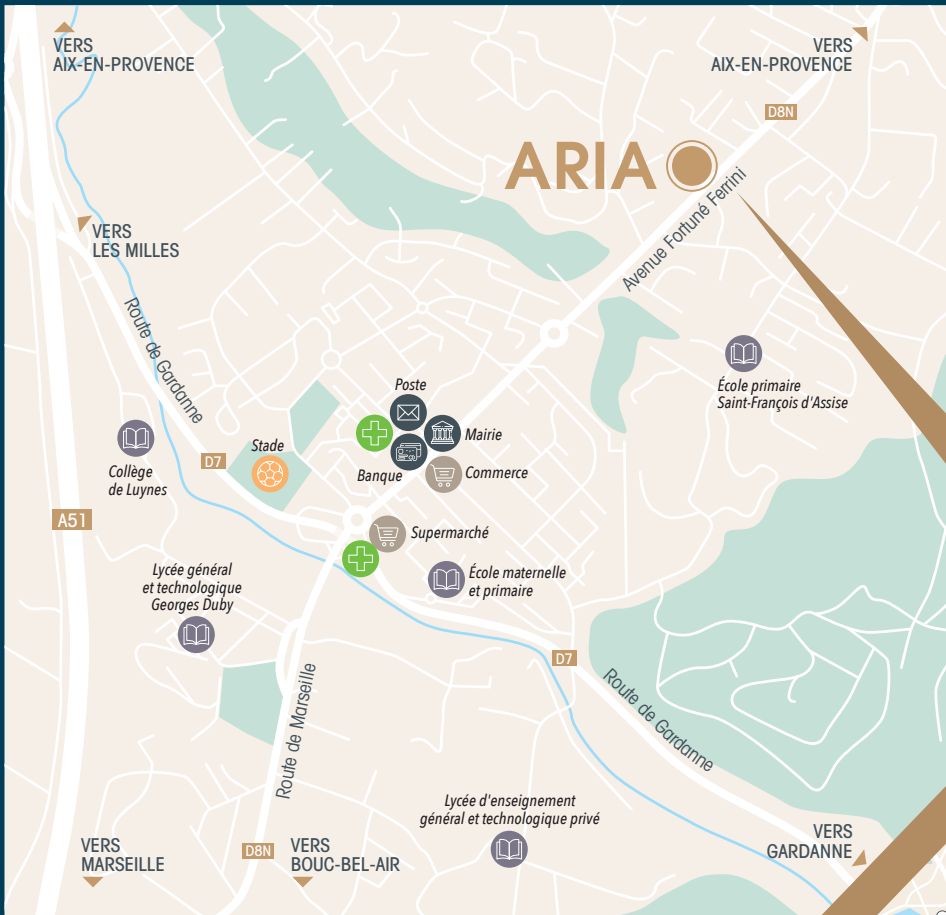 VERS
AIX-EN-PROVENCE
VERS
AIX-EN-PROVENCE
D8N
ARIA
Avenue Fortuné Ferrini
VERS
LES MILLES
Route de Gardanne
École primaire
Saint-François d'Assise
Poste
Mairie
Banque
Commerce
Stade
Collège
de Luynes
D7
A51
Supermarché
Lycée général
et technologique
Georges Duby
École maternelle
et primaire
D7
Route de Gardanne
Route de Marseille
Lycée d'enseignement
général et technologique privé
VERS
MARSEILLE
D8N
VERS
BOUC-BEL-AIR
VERS
GARDANNE